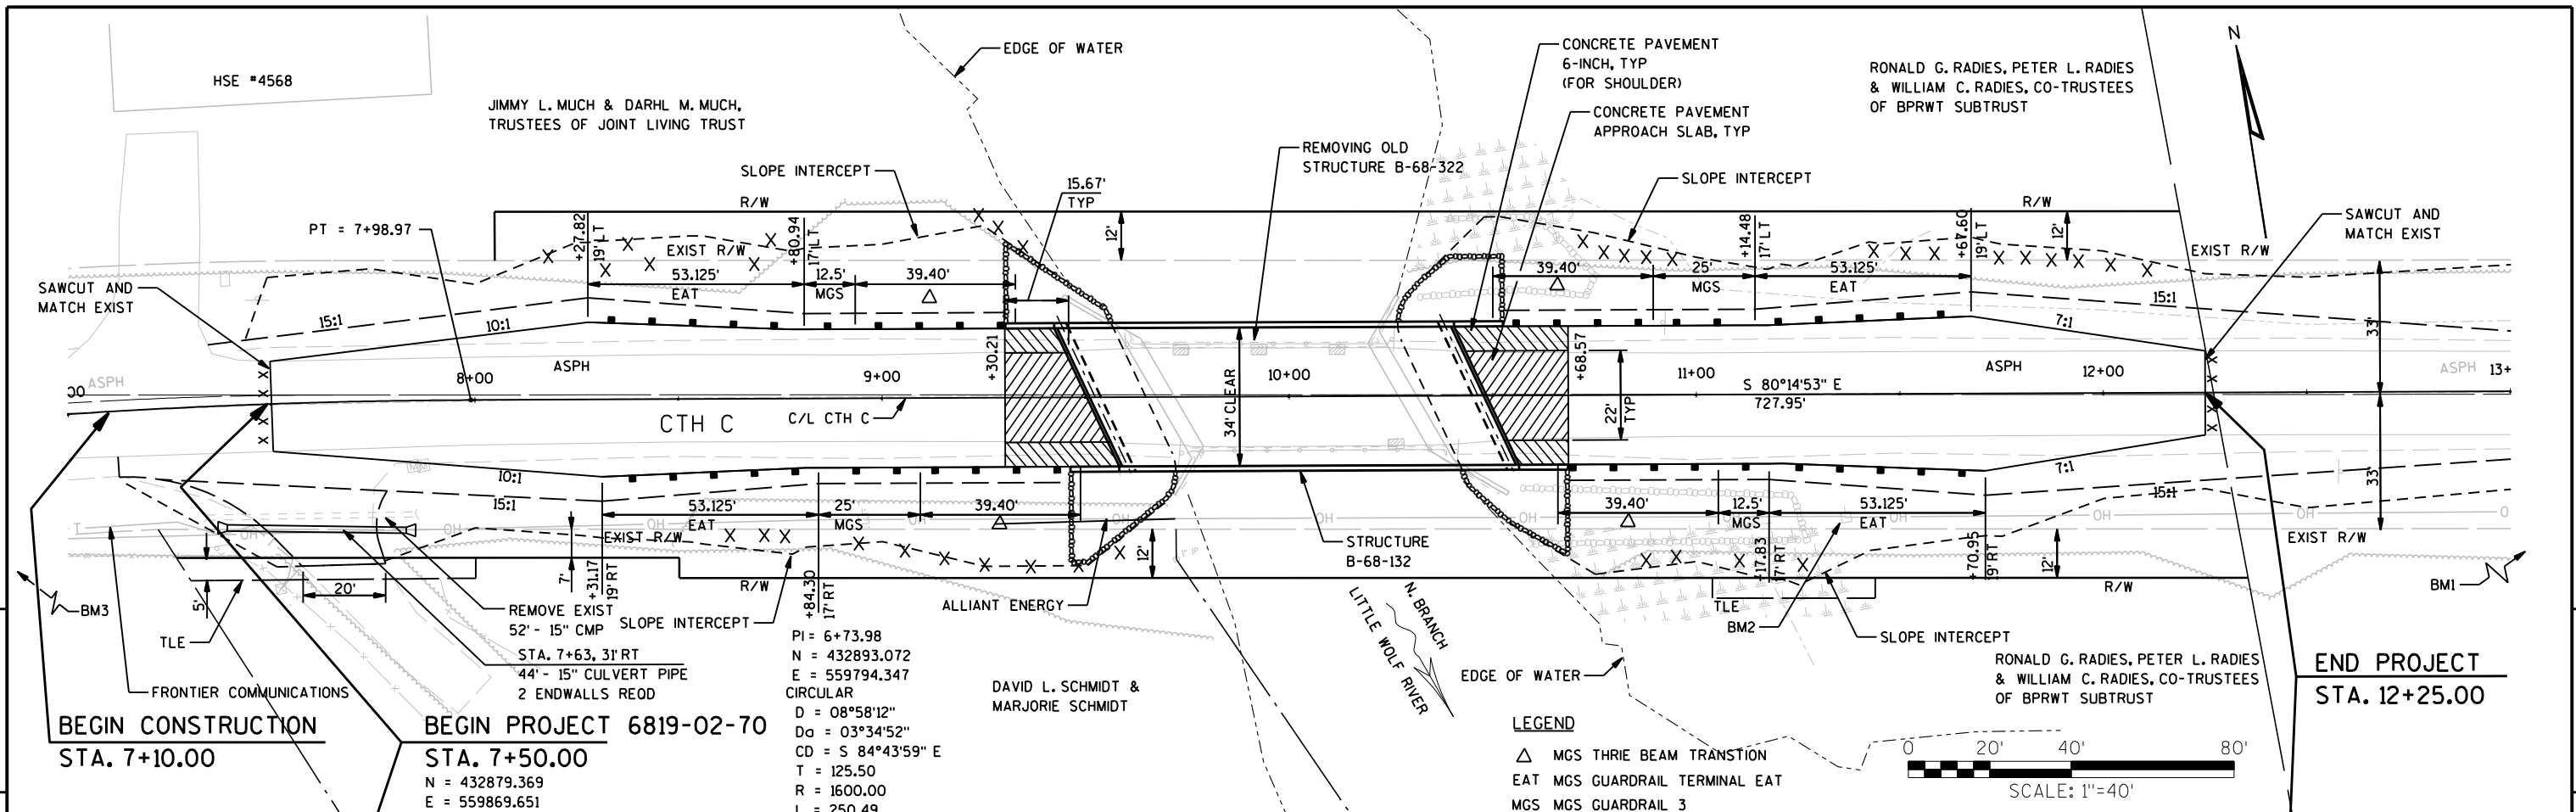 HSE #4568
JIMMY L. MUCH & DARHL M. MUCH,
TRUSTEES OF JOINT LIVING TRUST
EDGE OF WATER
CONCRETE PAVEMENT
6-INCH, TYP
(FOR SHOULDER)
CONCRETE PAVEMENT
APPROACH SLAB, TYP
RONALD G. RADIES, PETER L. RADIES
& WILLIAM C. RADIES, CO-TRUSTEES
OF BPRWT SUBTRUST
N
REMOVING OLD
STRUCTURE B-68-322
SLOPE INTERCEPT
SLOPE INTERCEPT
15.67'
TYP
R/W
R/W
SAWCUT AND
MATCH EXIST
PT = 7+98.97
+27.82
19' LT
+80.94
17' LT
12'
+14.48
17' LT
+67.60
19' LT
12'
EXIST R/W
EXIST R/W
53.125'
EAT
12.5'
MGS
39.40'
39.40'
25'
MGS
53.125'
EAT
SAWCUT AND
MATCH EXIST
15:1
10:1
15:1
7:1
33'
+30.21
+68.57
ASPH
ASPH
ASPH
ASPH
00
8+00
9+00
10+00
11+00
12+00
13+
S 80°14'53" E
727.95'
CTH C
C/L CTH C
34' CLEAR
22'
TYP
33'
10:1
15:1
7:1
15:1
53.125'
EAT
25'
MGS
39.40'
39.40'
12.5'
MGS
53.125'
EAT
T
OH
OH
OH
OH
OH
OH
OH
OH
OH
O
EXIST R/W
EXIST R/W
STRUCTURE
B-68-132
7'
+31.17
19' RT
+84.30
17' RT
12'
+17.83
17' RT
+70.95
19' RT
12'
R/W
R/W
BM3
5'
20'
BM1
TLE
REMOVE EXIST
52' - 15" CMP
SLOPE INTERCEPT
ALLIANT ENERGY
TLE
BM2
SLOPE INTERCEPT
STA. 7+63, 31' RT
44' - 15" CULVERT PIPE
2 ENDWALLS REQD
FRONTIER COMMUNICATIONS
PI = 6+73.98
N = 432893.072
E = 559794.347
CIRCULAR
D = 08°58'12"
Da = 03°34'52"
CD = S 84°43'59" E
T = 125.50
R = 1600.00
L = 250.49
DAVID L. SCHMIDT &
MARJORIE SCHMIDT
N. BRANCH
LITTLE WOLF RIVER
EDGE OF WATER
RONALD G. RADIES, PETER L. RADIES
& WILLIAM C. RADIES, CO-TRUSTEES
OF BPRWT SUBTRUST
END PROJECT
STA. 12+25.00
BEGIN CONSTRUCTION
STA. 7+10.00
BEGIN PROJECT 6819-02-70
STA. 7+50.00
N = 432879.369
E = 559869.651
LEGEND
MGS THRIE BEAM TRANSTION
EAT MGS GUARDRAIL TERMINAL EAT
MGS MGS GUARDRAIL 3
0 20' 40' 80'
SCALE: 1"=40'